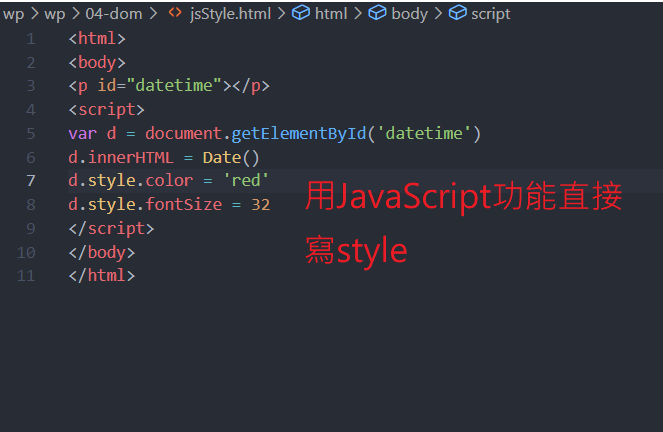 wp > wp > 04-dom > <> jsStyle.html > html > body > script
1 <html>
2 <body>
3 <p id="datetime"></p>
4 <script>
5 var d = document.getElementById('datetime')
6 d.innerHTML = Date()
7 d.style.color = 'red'
8 d.style.fontSize = 32
9 </script>
10 </body>
11 </html>
用JavaScript功能直接
寫style